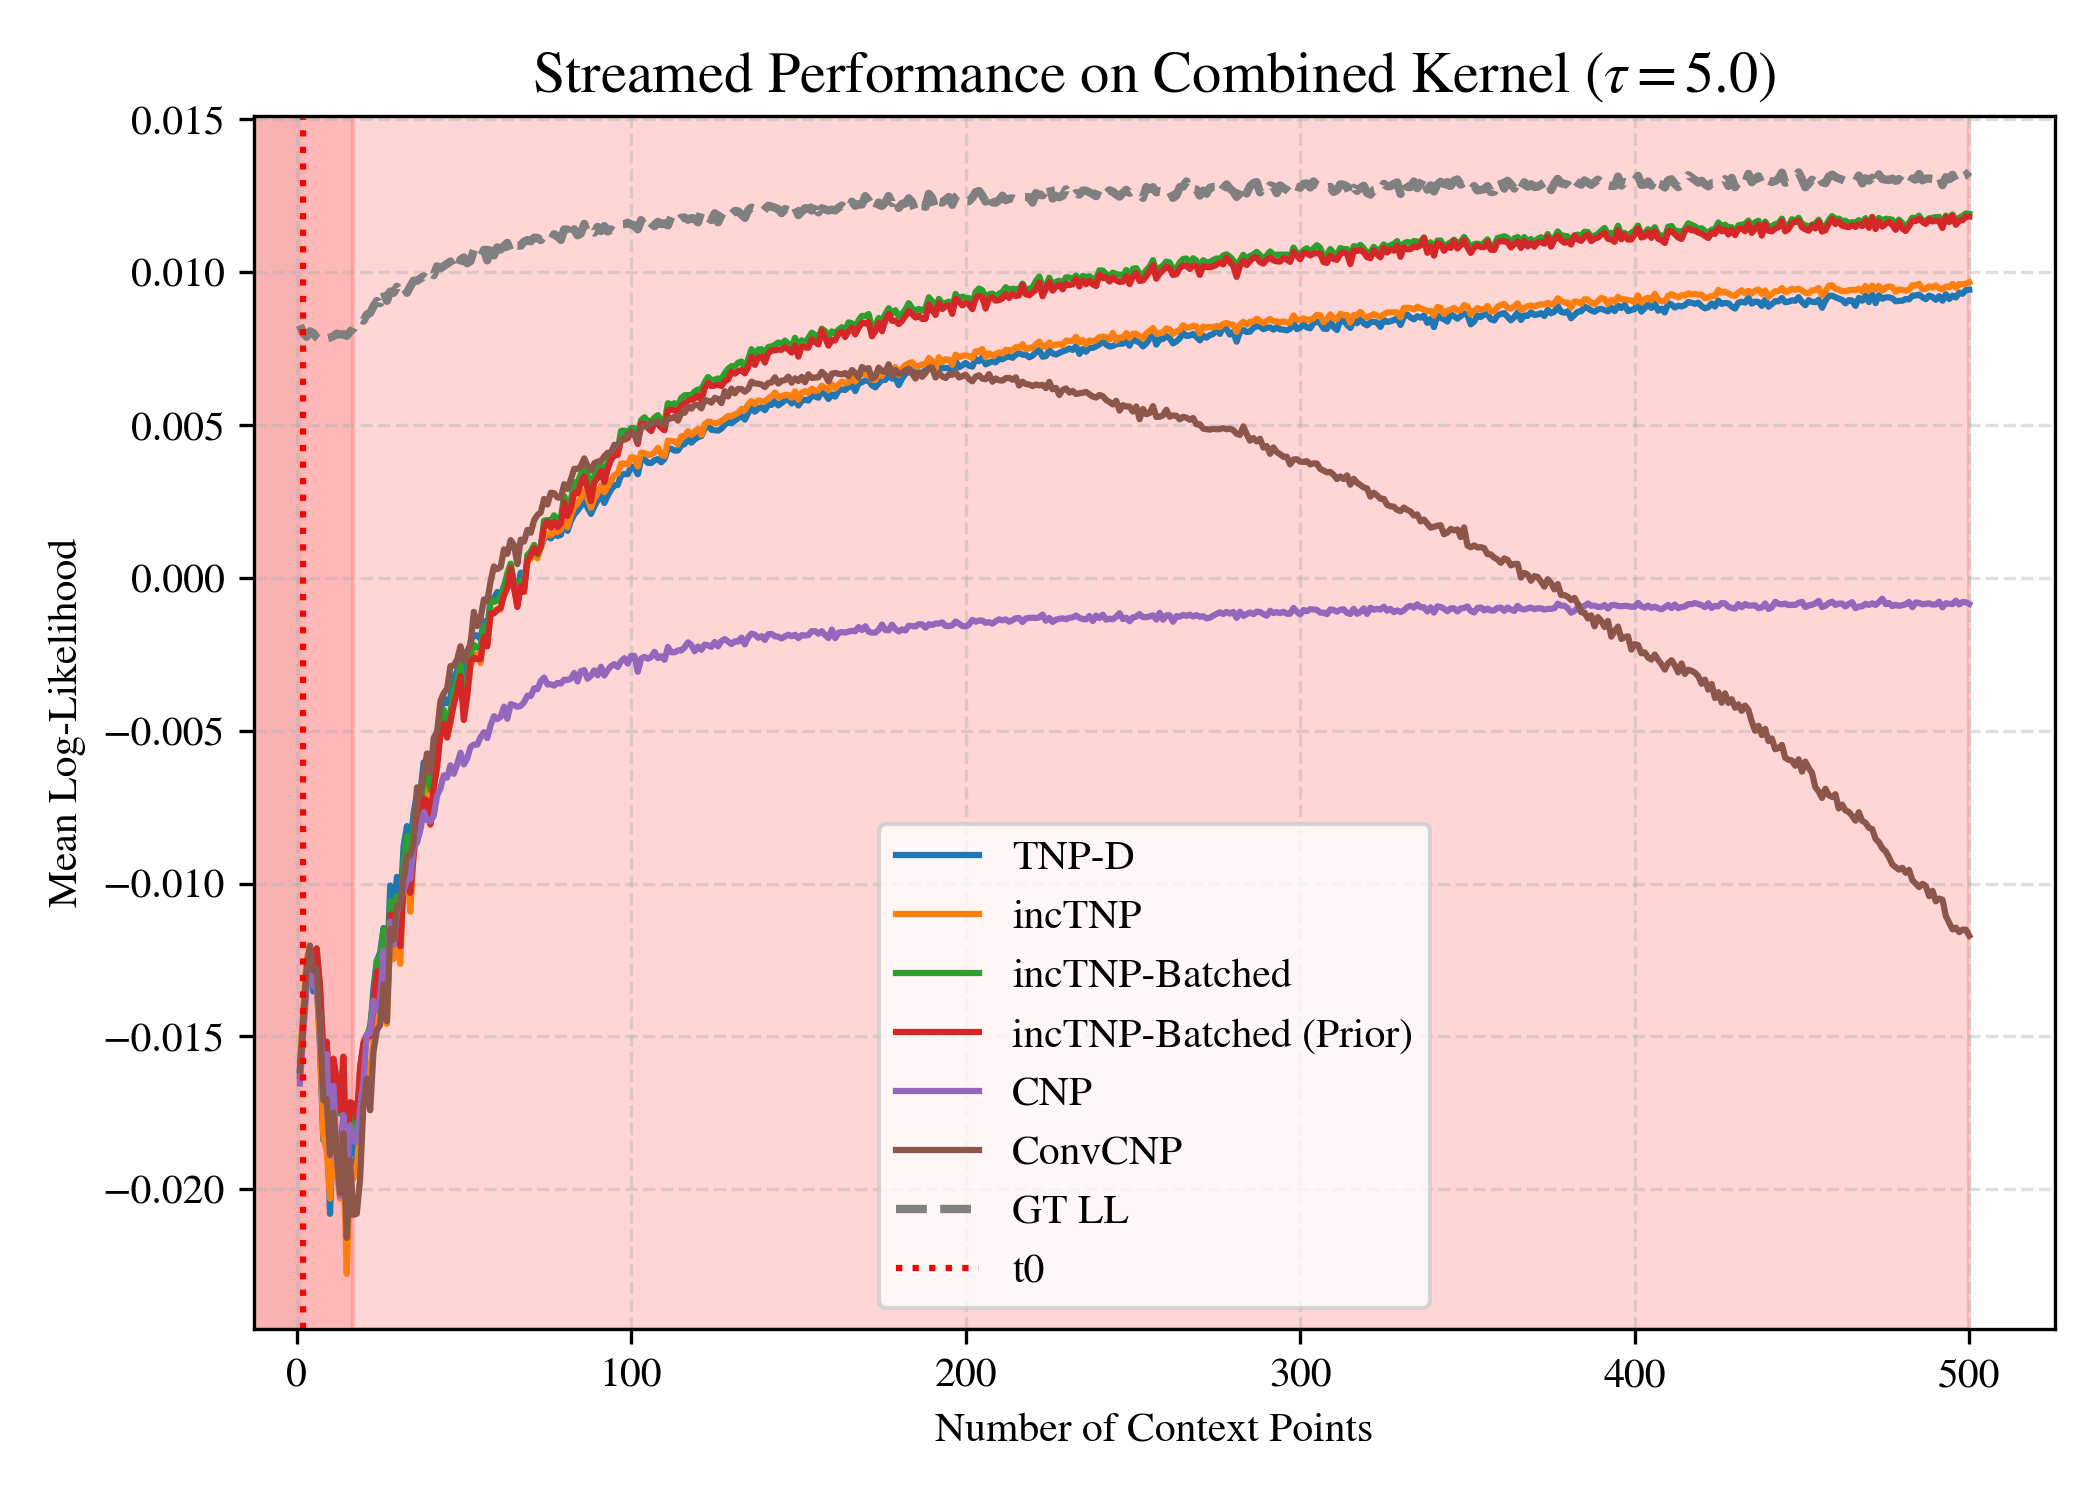 Streamed Performance on Combined Kernel (τ = 5.0)
0.015
0.010
0.005
0.000
−0.005
−0.010
−0.015
−0.020
Mean Log-Likelihood
TNP-D
incTNP
incTNP-Batched
incTNP-Batched (Prior)
CNP
ConvCNP
GT LL
t0
0 100 200 300 400 500
Number of Context Points